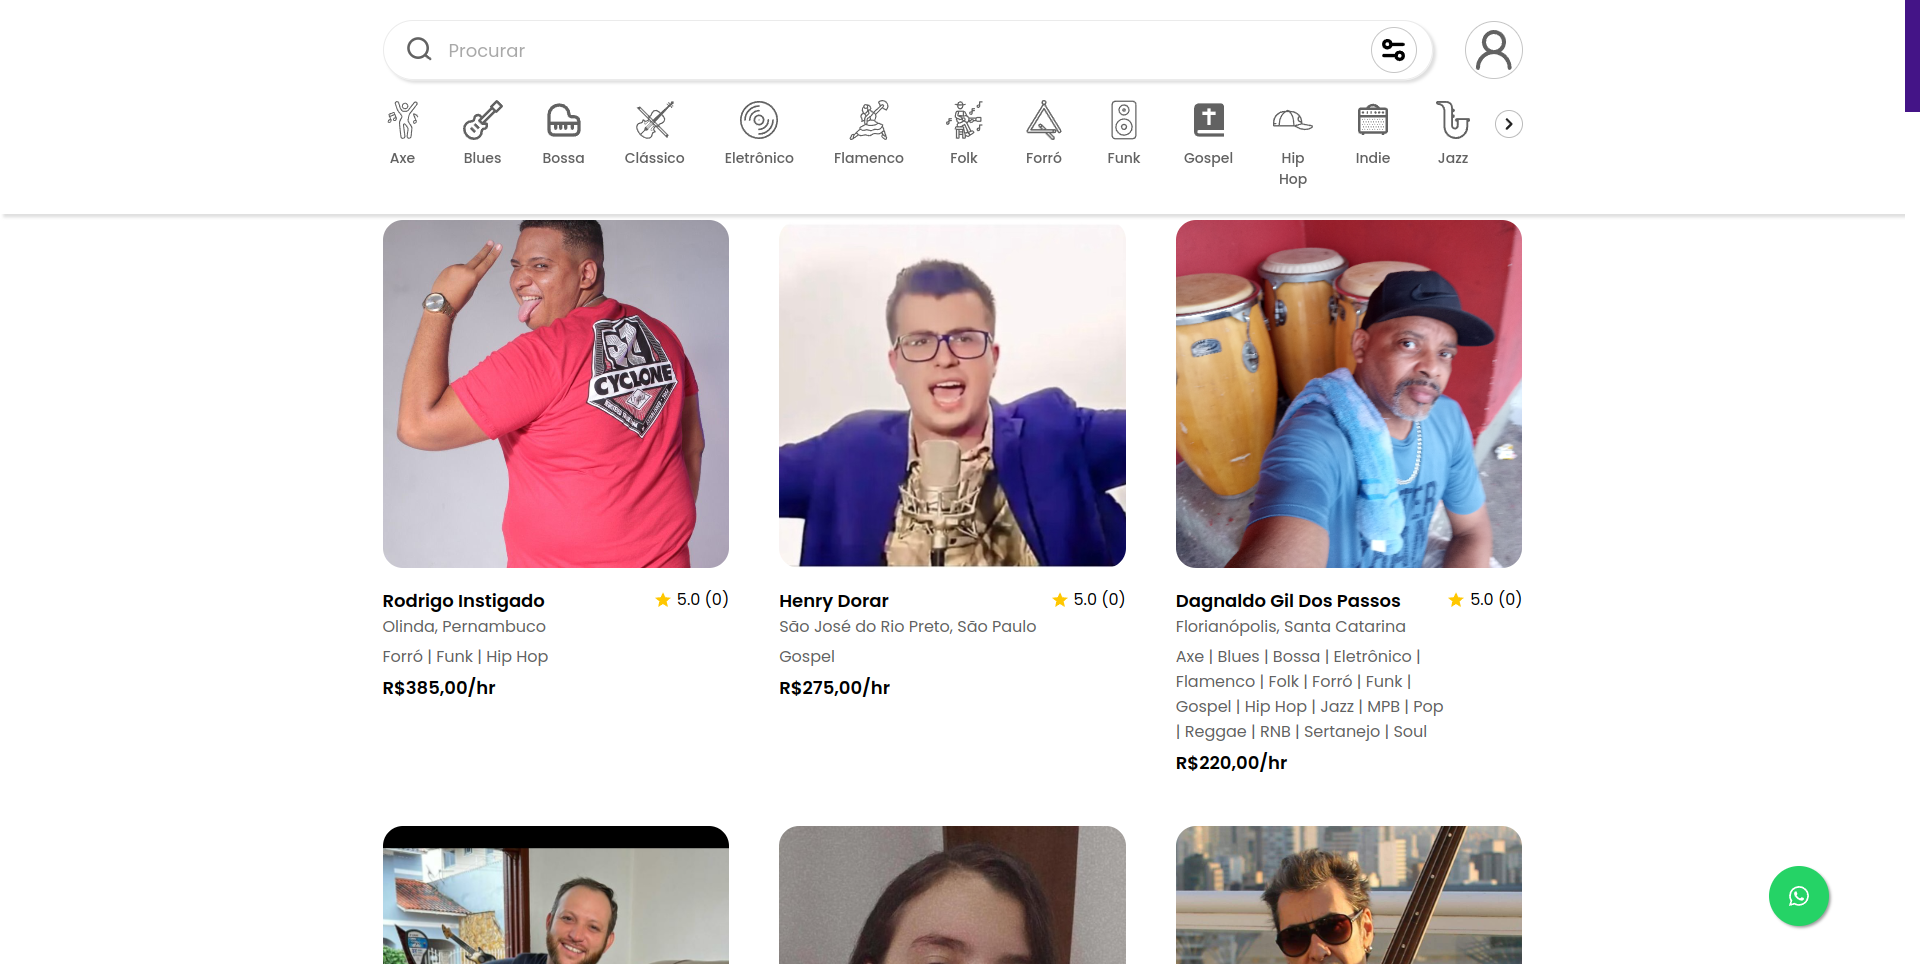 Procurar
Axe
Blues
Bossa
Clássico
Eletrônico
Flamenco
Folk
Forró
Funk
Gospel
Hip
Hop
Indie
Jazz
51
CYCLONE
Rodrigo Instigado
5.0 (0)
Olinda, Pernambuco
Forró | Funk | Hip Hop
R$385,00/hr
Henry Dorar
5.0 (0)
São José do Rio Preto, São Paulo
Gospel
R$275,00/hr
Dagnaldo Gil Dos Passos
5.0 (0)
Florianópolis, Santa Catarina
Axe | Blues | Bossa | Eletrônico |
Flamenco | Folk | Forró | Funk |
Gospel | Hip Hop | Jazz | MPB | Pop
| Reggae | RNB | Sertanejo | Soul
R$220,00/hr